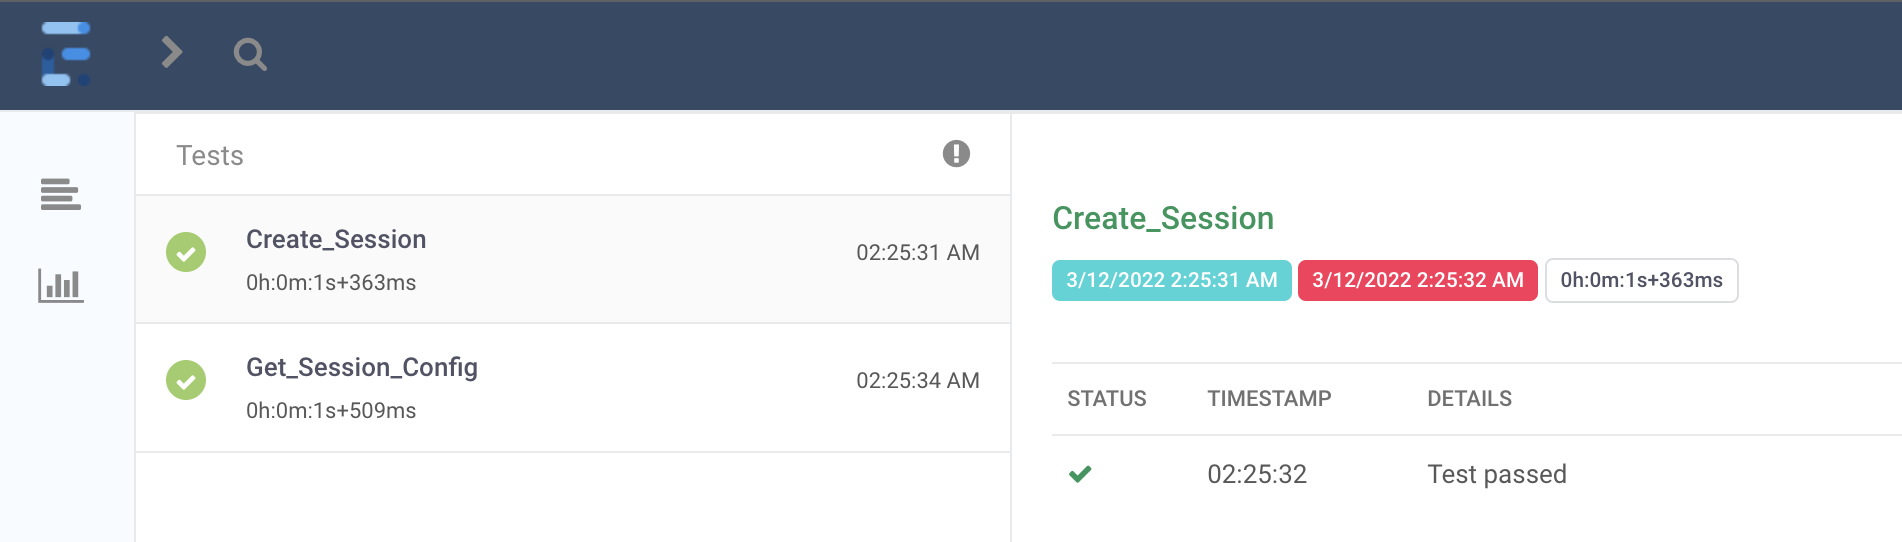 Tests
Create_Session
02:25:31 AM
0h:0m:1s+363ms
Get_Session_Config
02:25:34 AM
0h:0m:1s+509ms
Create_Session
3/12/2022 2:25:31 AM 3/12/2022 2:25:32 AM 0h:0m:1s+363ms
STATUS TIMESTAMP DETAILS
02:25:32 Test passed